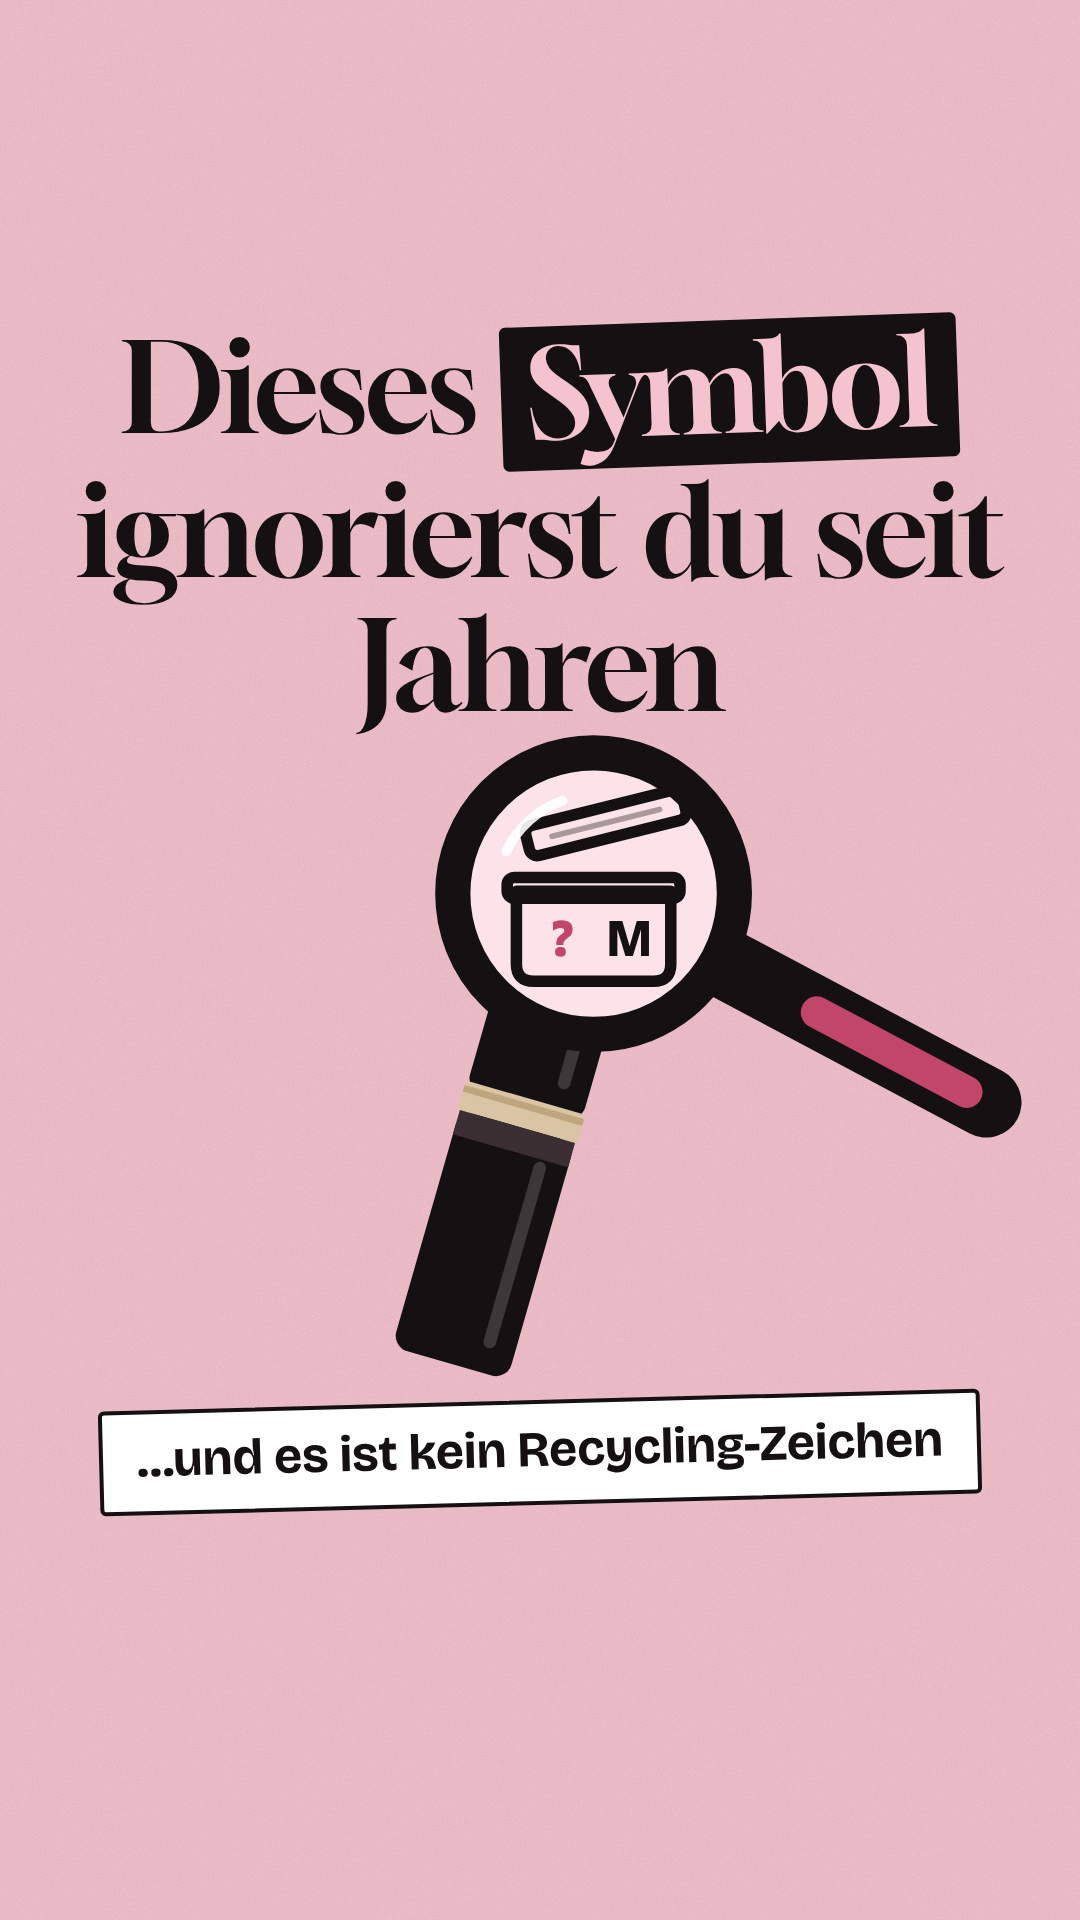 Dieses Symbol
ignorierst du seit
Jahren
? M
...und es ist kein Recycling-Zeichen